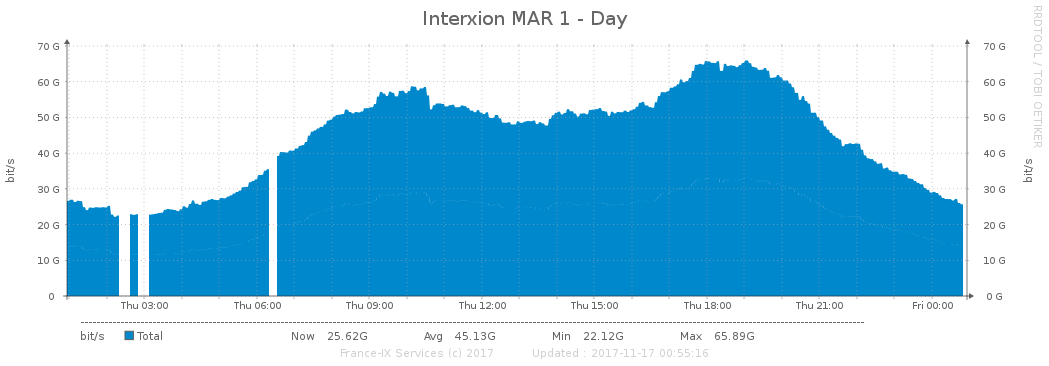 Interxion MAR 1 - Day
RRDTOOL / TOBI OETIKER
bit/s
70 G
60 G
50 G
40 G
30 G
20 G
10 G
0
70 G
60 G
50 G
40 G
30 G
20 G
10 G
0 G
bit/s
Thu 03:00 Thu 06:00 Thu 09:00 Thu 12:00 Thu 15:00 Thu 18:00 Thu 21:00 Fri 00:00
bit/s Total Now 25.62G Avg 45.13G Min 22.12G Max 65.89G
France-IX Services (c) 2017 Updated : 2017-11-17 00:55:16